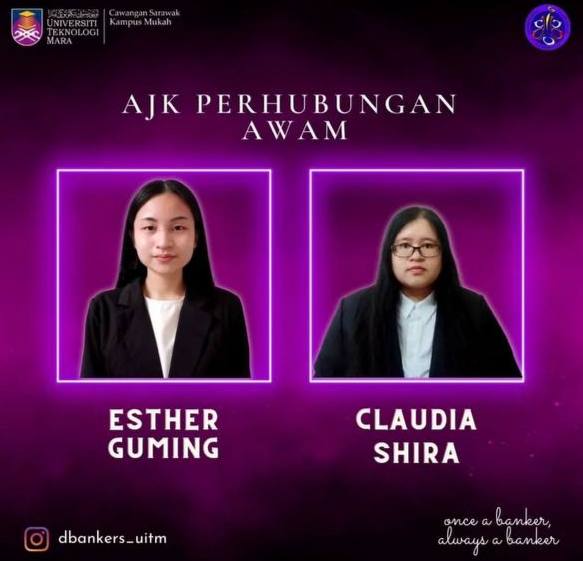 UNIVERSITI
TEKNOLOGI
MARA
Cawangan Sarawak
Kampus Mukah
AJK PERHUBUNGAN
AWAM
ESTHER
GUMING
CLAUDIA
SHIRA
dbankers_uitm
once a banker,
always a banker